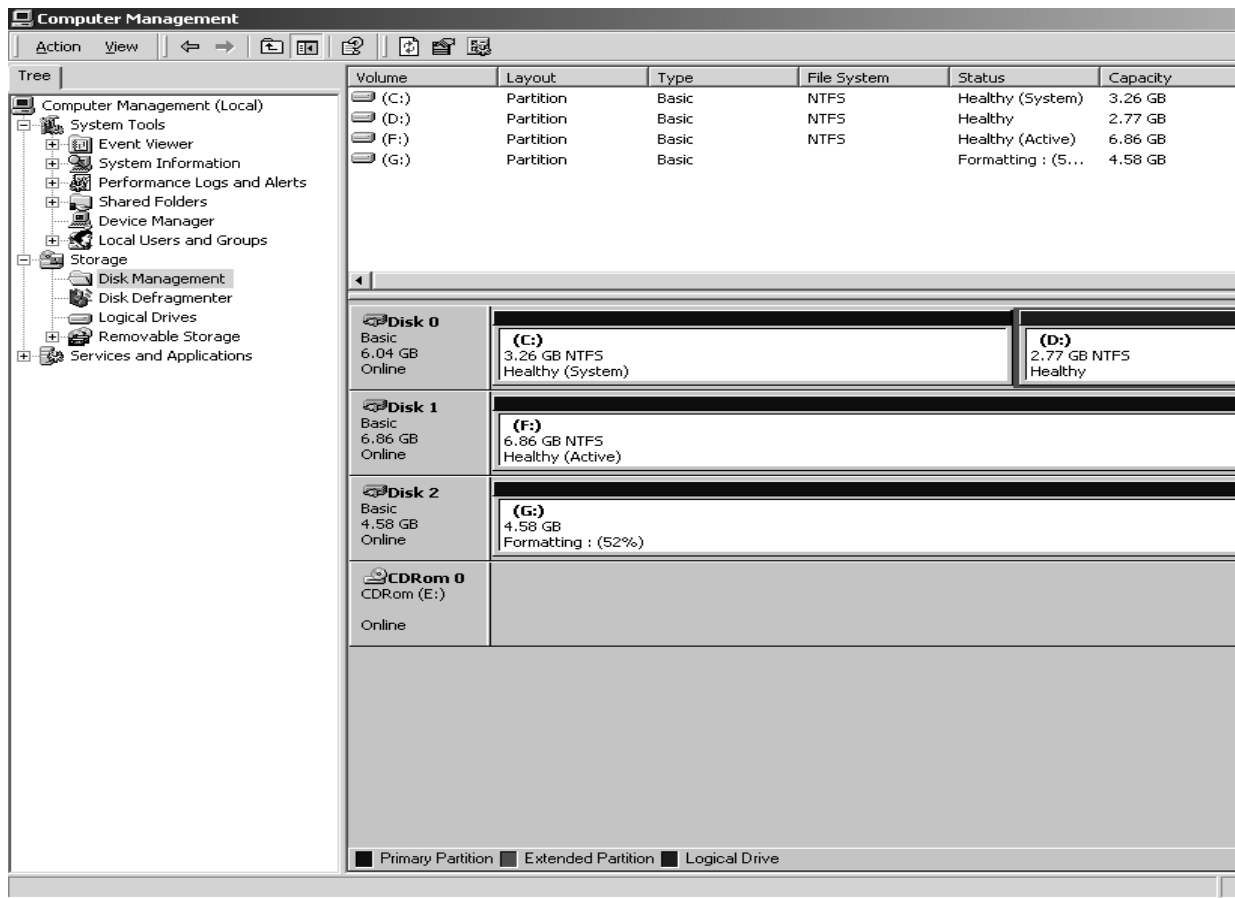 Computer Management
Action View
Tree
Computer Management (Local)
System Tools
Event Viewer
System Information
Performance Logs and Alerts
Shared Folders
Device Manager
Local Users and Groups
Storage
Disk Management
Disk Defragmenter
Logical Drives
Removable Storage
Services and Applications
Volume Layout Type File System Status Capacity
(C:) Partition Basic NTFS Healthy (System) 3.26 GB
(D:) Partition Basic NTFS Healthy 2.77 GB
(F:) Partition Basic NTFS Healthy (Active) 6.86 GB
(G:) Partition Basic Formatting : (5... 4.58 GB
Disk 0
Basic
6.04 GB
Online
(C:)
3.26 GB NTFS
Healthy (System)
(D:)
2.77 GB NTFS
Healthy
Disk 1
Basic
6.86 GB
Online
(F:)
6.86 GB NTFS
Healthy (Active)
Disk 2
Basic
4.58 GB
Online
(G:)
4.58 GB
Formatting : (52%)
CDRom 0
CDRom (E:)
Online
Primary Partition Extended Partition Logical Drive